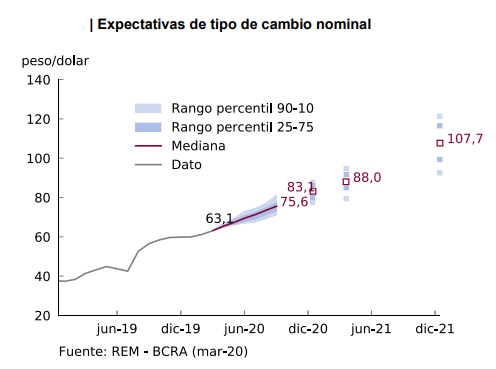 | Expectativas de tipo de cambio nominal
peso/dolar
140
120
100
80
60
40
20
Rango percentil 90-10
Rango percentil 25-75
Mediana
Dato
63,1
75,6
83,1
88,0
107,7
jun-19 dic-19 jun-20 dic-20 jun-21 dic-21
Fuente: REM - BCRA (mar-20)